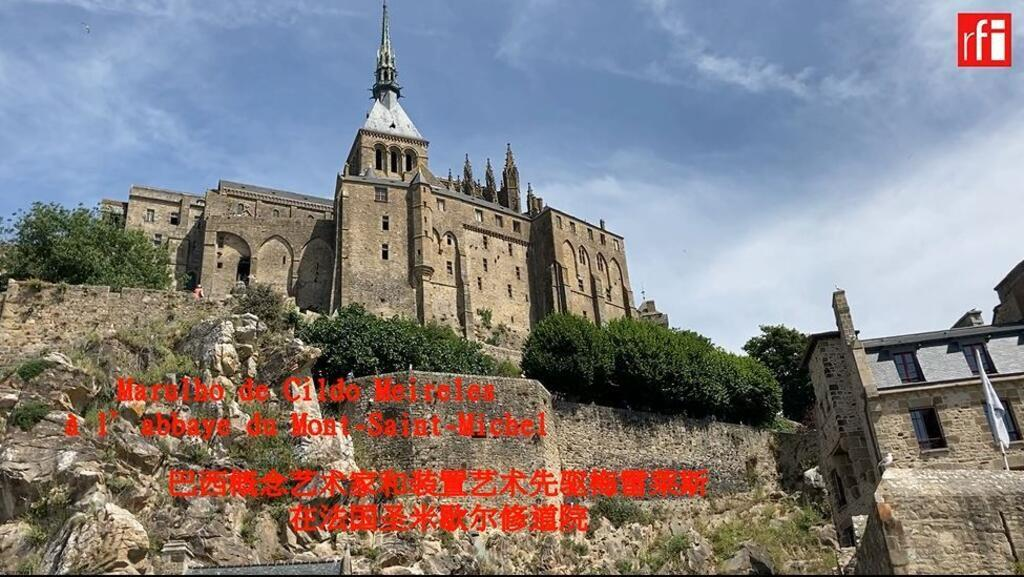 rfi
Marulho de Cildo Meireles
à l'abbaye du Mont-Saint-Michel
巴西概念艺术家和装置艺术先驱梅雷莱斯
在法国圣米歇尔修道院